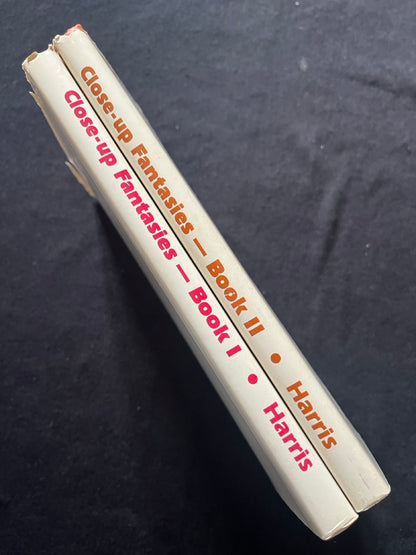 Close-up Fantasies — Book I • Harris
Close-up Fantasies — Book II • Harris